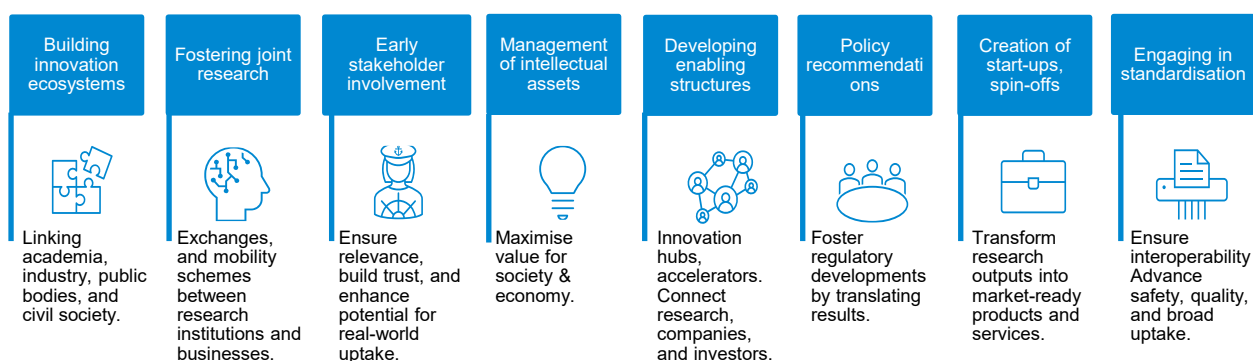 Building
innovation
ecosystems
Fostering joint
research
Early
stakeholder
involvement
Management
of intellectual
assets
Developing
enabling
structures
Policy
recommendati
ons
Creation of
start-ups,
spin-offs
Engaging in
standardisation
Linking
academia,
industry, public
bodies, and
civil society.
Exchanges,
and mobility
schemes
between
research
institutions and
businesses.
Ensure
relevance,
build trust, and
enhance
potential for
real-world
uptake.
Maximise
value for
society &
economy.
Innovation
hubs,
accelerators.
Connect
research,
companies,
and investors.
Foster
regulatory
developments
by translating
results.
Transform
research
outputs into
market-ready
products and
services.
Ensure
interoperability
Advance
safety, quality,
and broad
uptake.